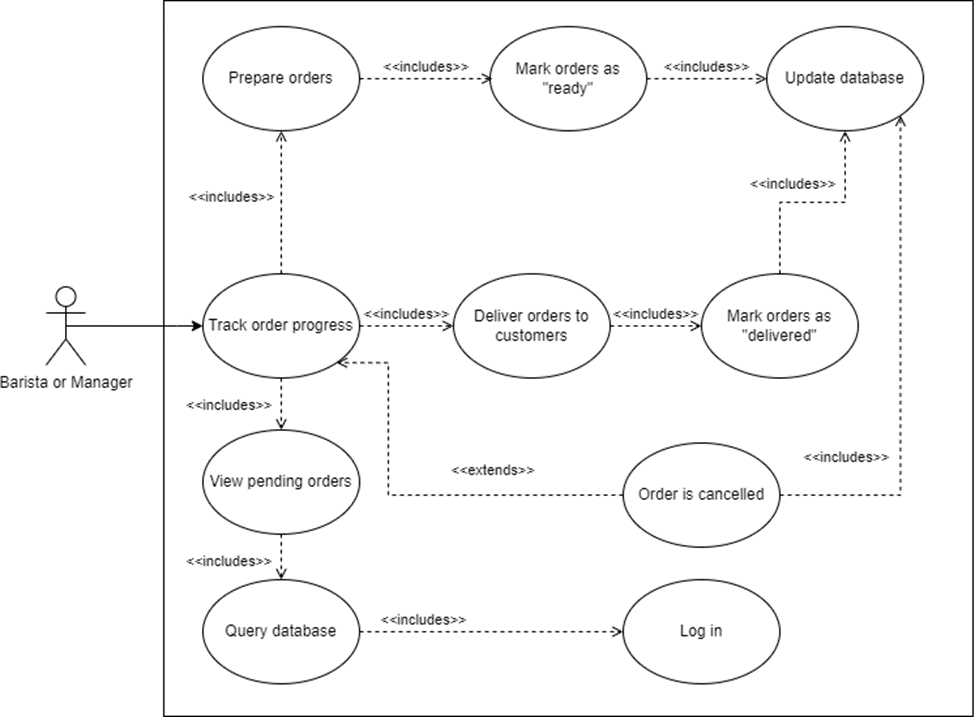 Prepare orders
<<includes>>
Mark orders as
"ready"
<<includes>>
Update database
<<includes>>
<<includes>>
Barista or Manager
Track order progress
<<includes>>
Deliver orders to
customers
<<includes>>
Mark orders as
"delivered"
<<includes>>
View pending orders
<<extends>>
Order is cancelled
<<includes>>
<<includes>>
Query database
<<includes>>
Log in